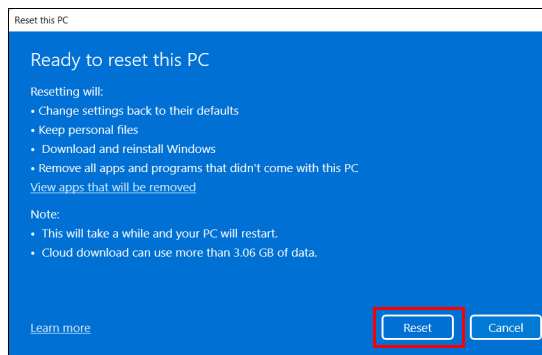 Reset this PC
Ready to reset this PC
Resetting will:
• Change settings back to their defaults
• Keep personal files
• Download and reinstall Windows
• Remove all apps and programs that didn't come with this PC
View apps that will be removed
Note:
• This will take a while and your PC will restart.
• Cloud download can use more than 3.06 GB of data.
Learn more
Reset
Cancel